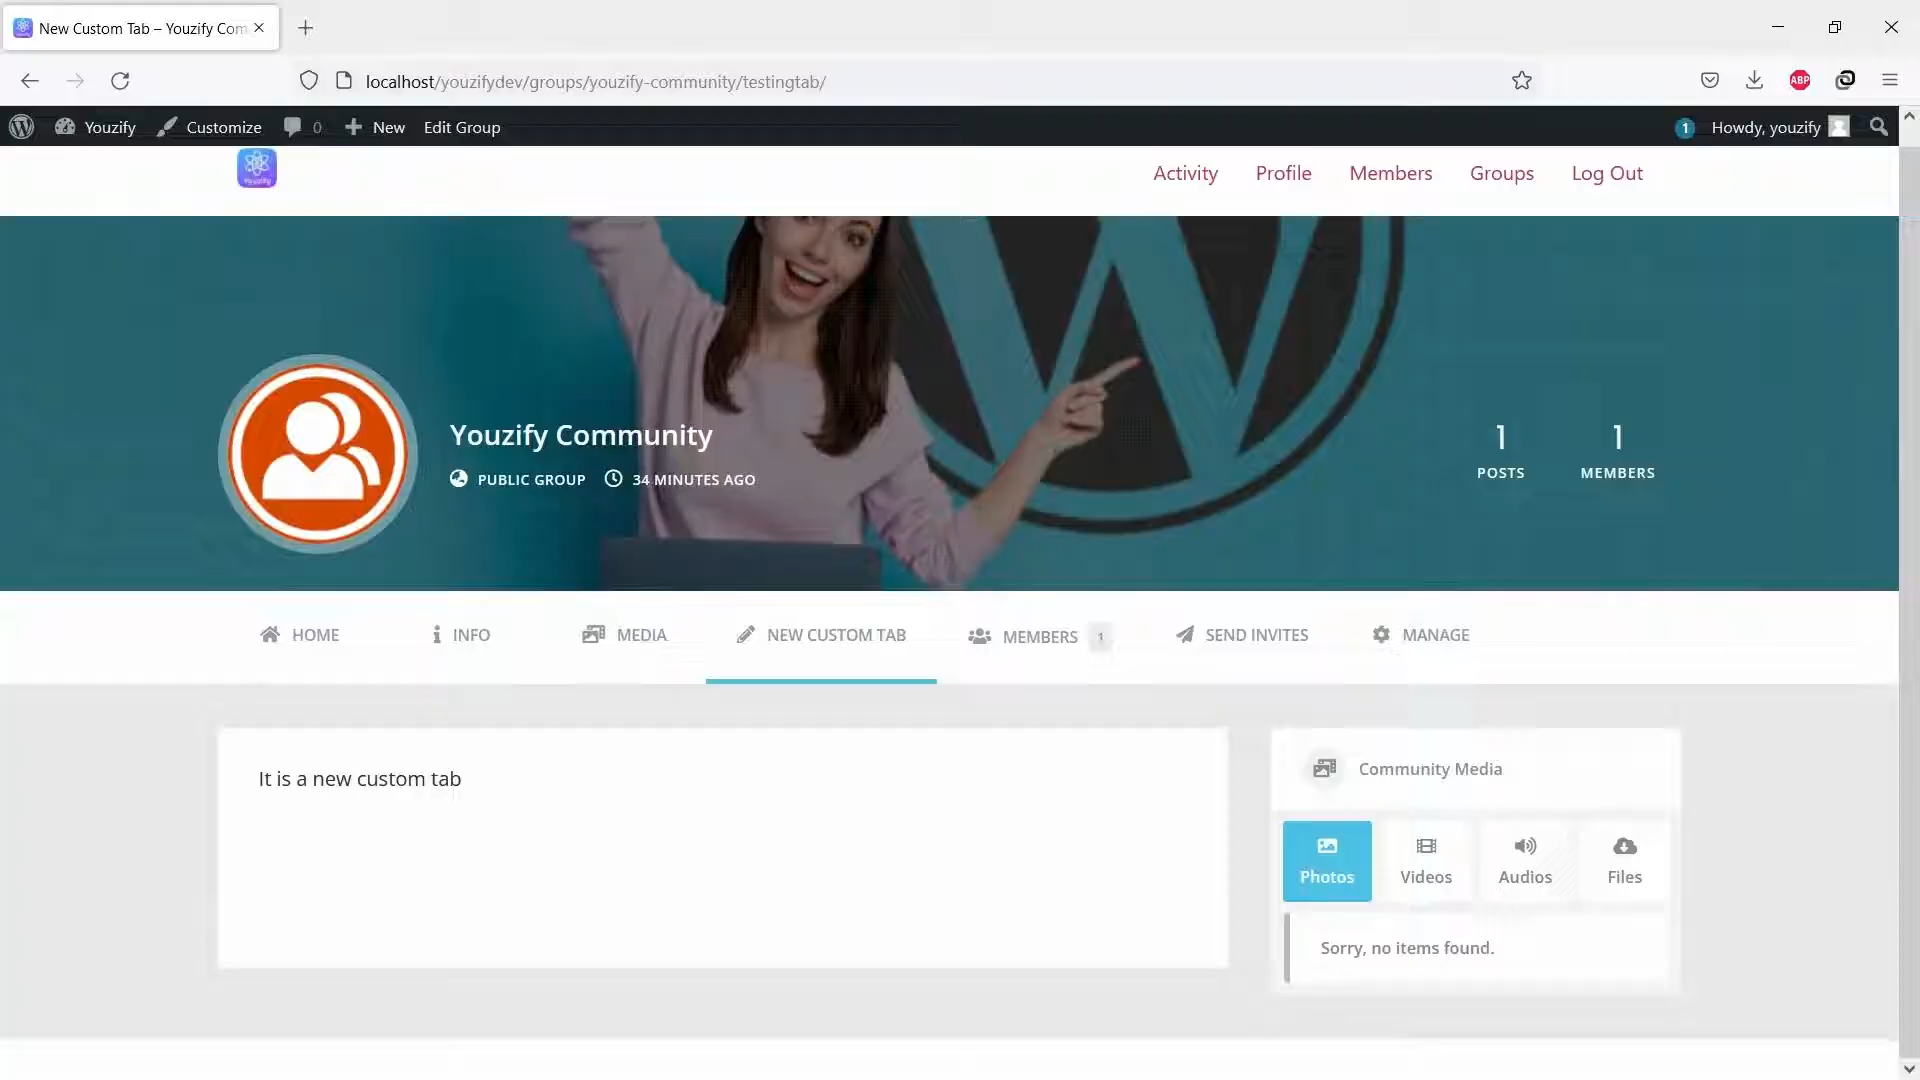 New Custom Tab – Youzify Com
localhost/youzifydev/groups/youzify-community/testingtab/
ABP
Youzify Customize 0 New Edit Group 1 Howdy, youzify
Youzify
Activity Profile Members Groups Log Out
Youzify Community
PUBLIC GROUP 34 MINUTES AGO
1 POSTS
1 MEMBERS
HOME INFO MEDIA NEW CUSTOM TAB MEMBERS 1 SEND INVITES MANAGE
It is a new custom tab
Community Media
Photos Videos Audios Files
Sorry, no items found.